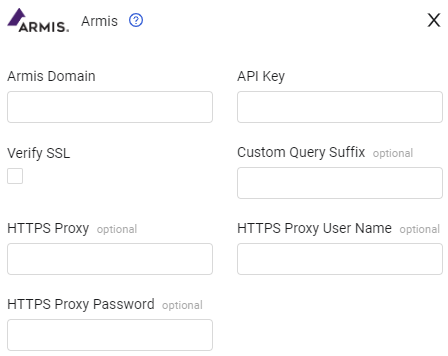 ARMIS. Armis ? X
Armis Domain
API Key
Verify SSL
Custom Query Suffix optional
HTTPS Proxy optional
HTTPS Proxy User Name optional
HTTPS Proxy Password optional